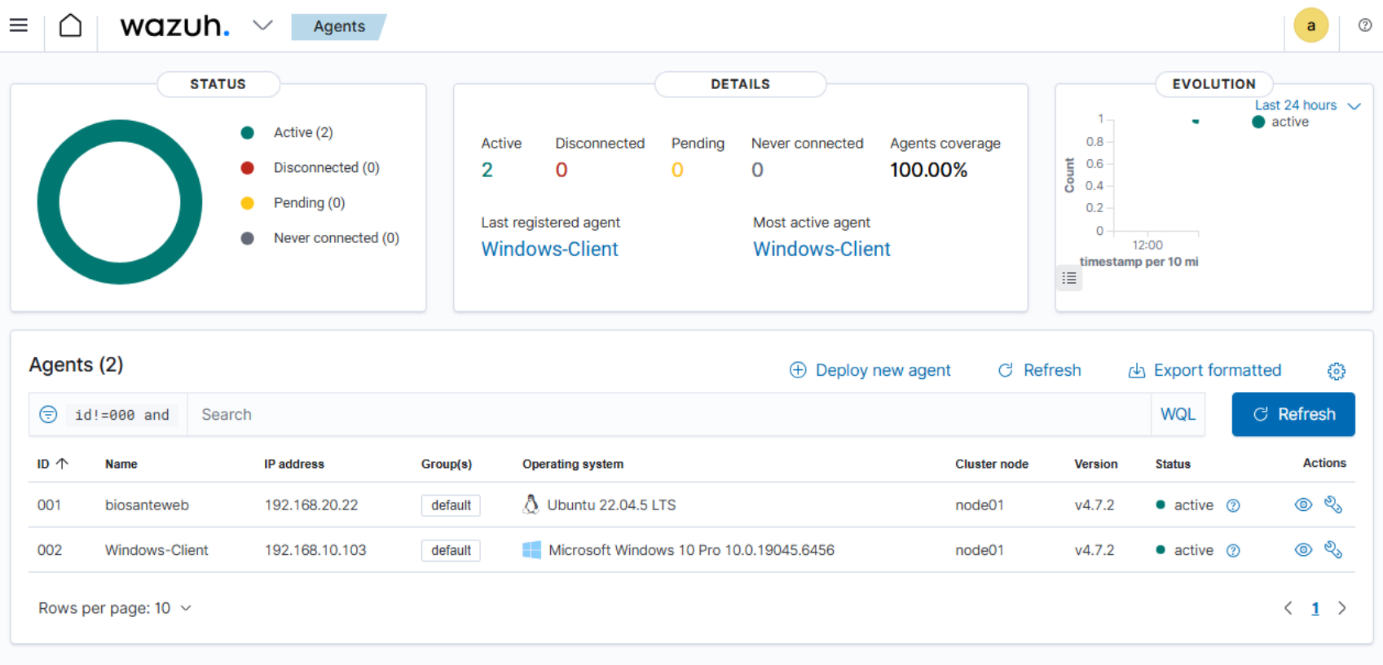 wazuh. Agents a
STATUS
Active (2)
Disconnected (0)
Pending (0)
Never connected (0)
DETAILS
Active Disconnected Pending Never connected Agents coverage
2 0 0 0 100.00%
Last registered agent Most active agent
Windows-Client Windows-Client
EVOLUTION
Last 24 hours
active
1
0.8
0.6
0.4
0.2
0
Count
12:00
timestamp per 10 mi
Agents (2)
Deploy new agent Refresh Export formatted
id!=000 and Search WQL Refresh
ID Name IP address Group(s) Operating system Cluster node Version Status Actions
001 biosanteweb 192.168.20.22 default Ubuntu 22.04.5 LTS node01 v4.7.2 active
002 Windows-Client 192.168.10.103 default Microsoft Windows 10 Pro 10.0.19045.6456 node01 v4.7.2 active
Rows per page: 10 1